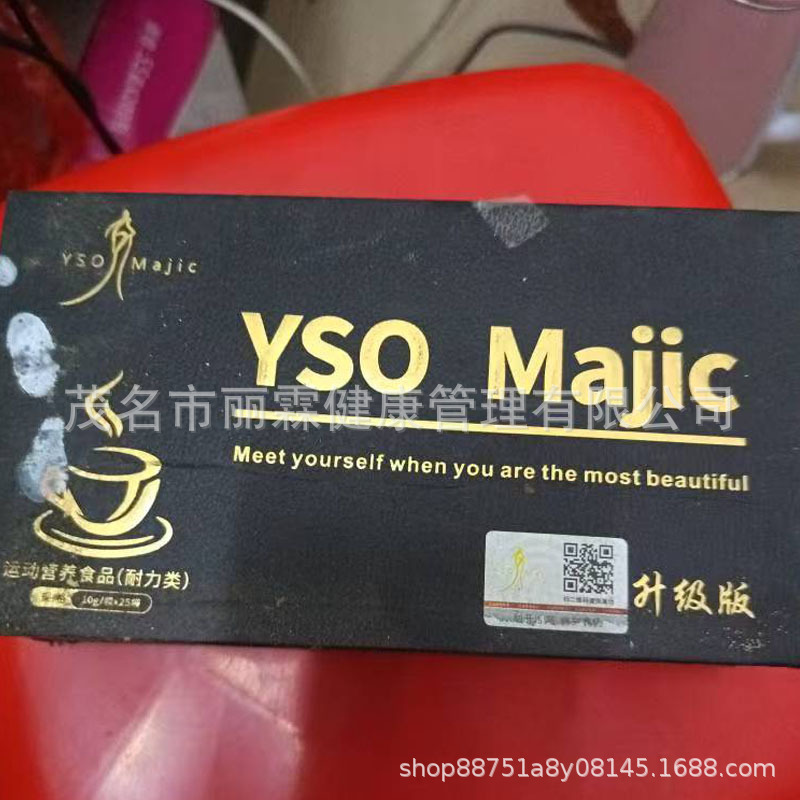 YSO Majic
YSO Majic
茂名市丽霖健康管理有限公司
Meet yourself when you are the most beautiful
运动营养食品(耐力类)
升级版
shop88751a8y08145.1688.com